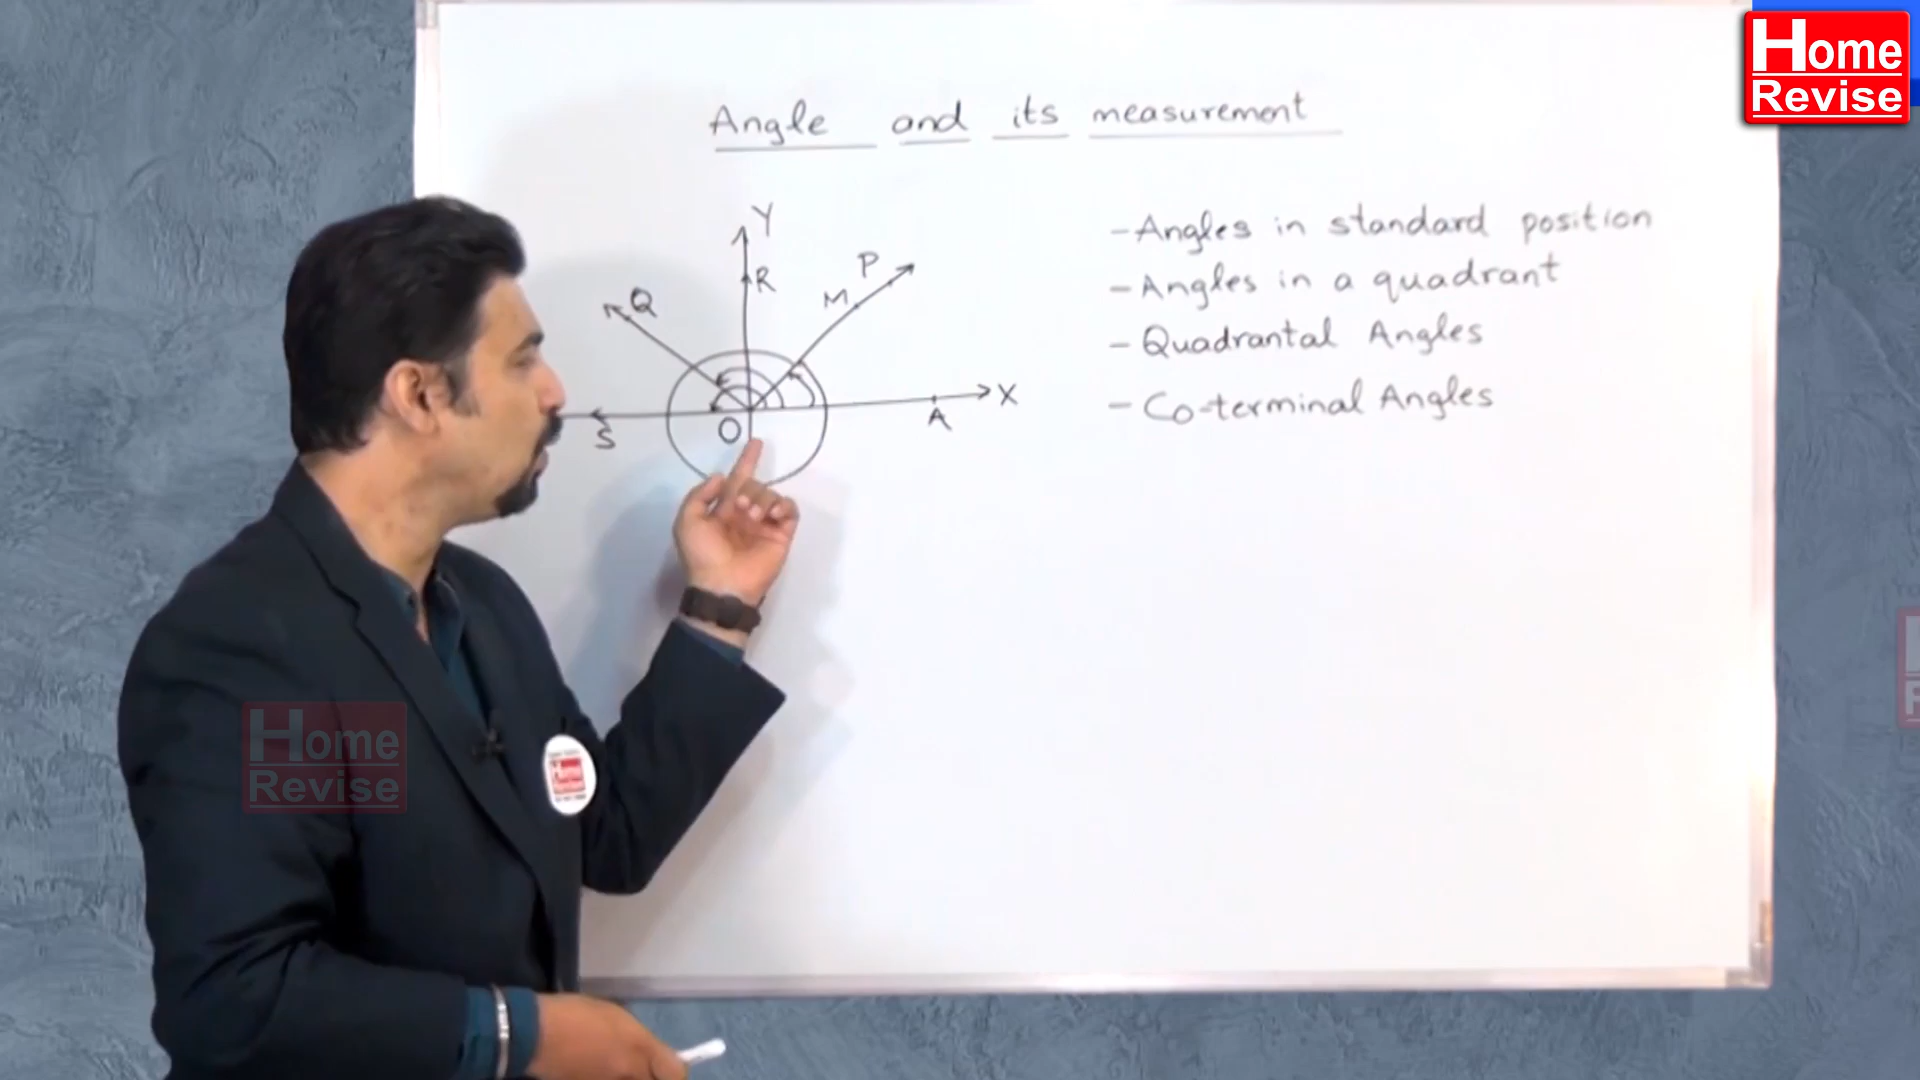 Home
Revise
Angle and its measurement
Y
R
P
M
Q
X
A
S
O
- Angles in standard position
- Angles in a quadrant
- Quadrantal Angles
- Co-terminal Angles
Home
Revise
Home